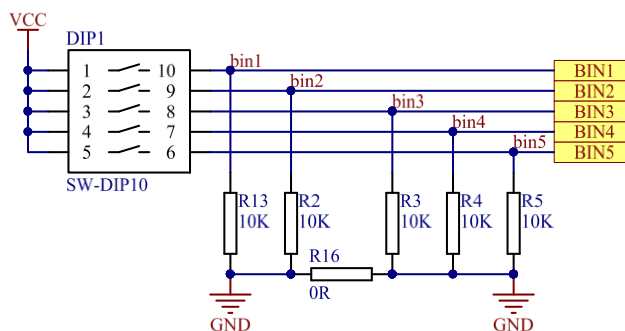 VCC
DIP1
bin1
1 10
BIN1
bin2
2 9
BIN2
bin3
3 8
BIN3
bin4
4 7
BIN4
bin5
5 6
BIN5
SW-DIP10
R13
10K
R2
10K
R3
10K
R4
10K
R5
10K
R16
0R
GND
GND